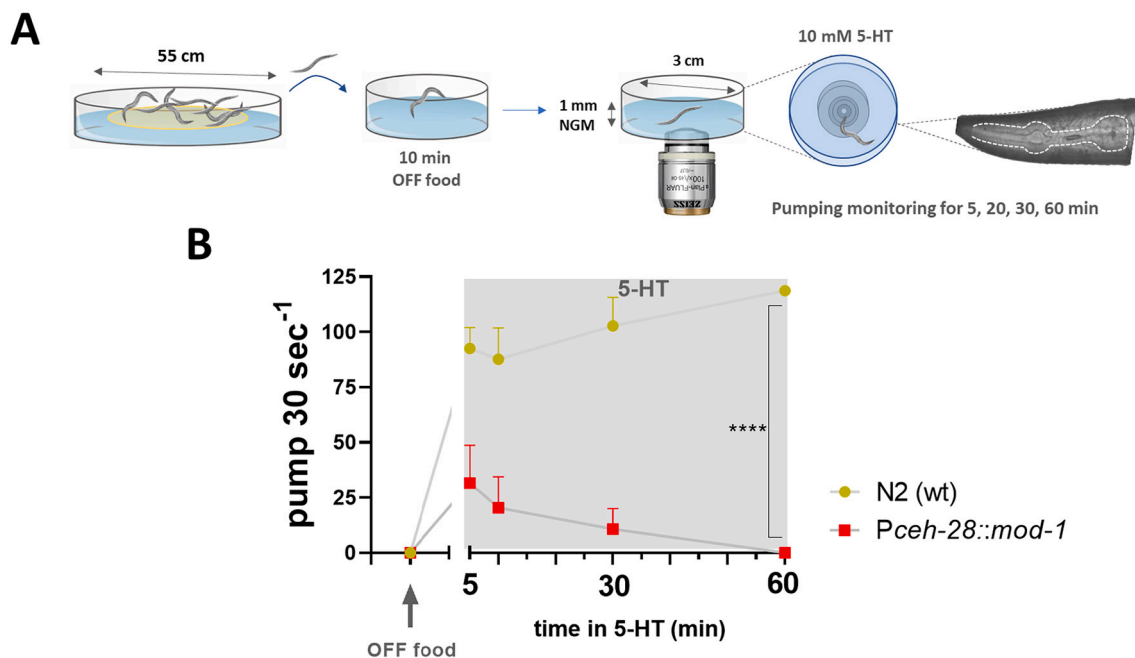 A
55 cm
10 min
OFF food
1 mm
NGM
3 cm
10 mM 5-HT
Pumping monitoring for 5, 20, 30, 60 min
B
5-HT
pump 30 sec-1
125
100
75
50
25
0
****
5
30
60
time in 5-HT (min)
OFF food
N2 (wt)
Pceh-28::mod-1
ZEISS